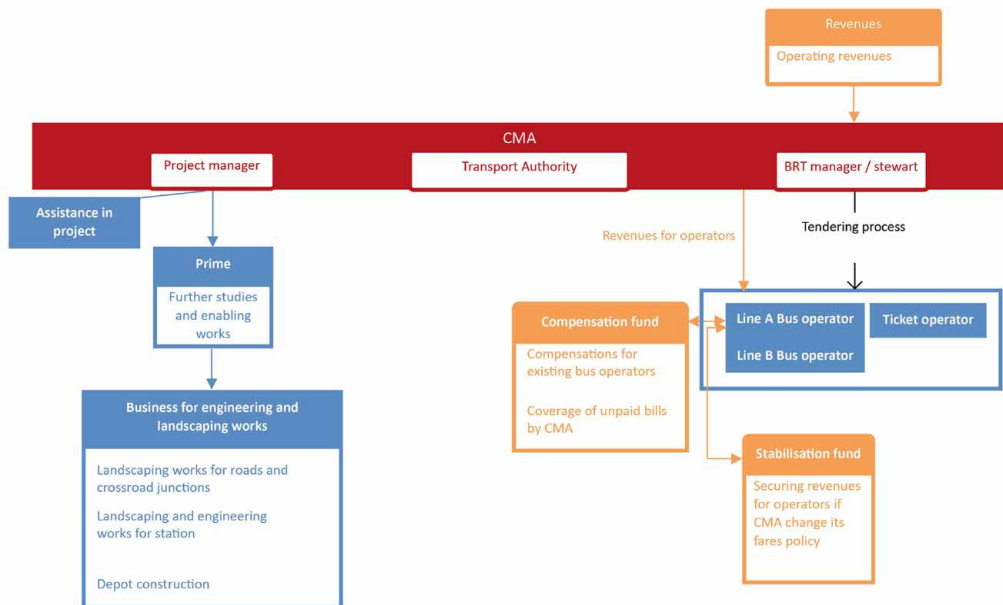 Revenues
Operating revenues
CMA
Project manager
Transport Authority
BRT manager / stewart
Assistance in
project
Revenues for operators
Tendering process
Prime
Further studies
and enabling
works
Compensation fund
Compensations for
existing bus operators
Coverage of unpaid bills
by CMA
Line A Bus operator
Line B Bus operator
Ticket operator
Business for engineering and
landscaping works
Landscaping works for roads and
crossroad junctions
Landscaping and engineering
works for station
Depot construction
Stabilisation fund
Securing revenues
for operators if
CMA change its
fares policy